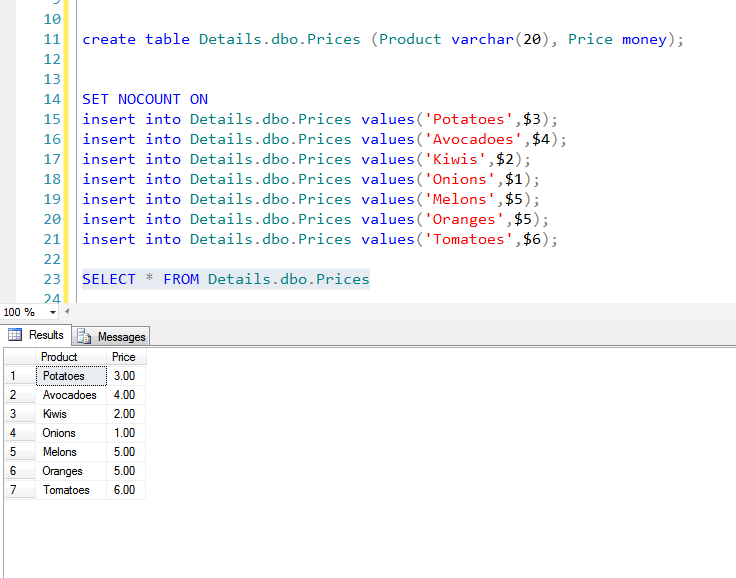 10
11 create table Details.dbo.Prices (Product varchar(20), Price money);
12
13
14 SET NOCOUNT ON
15 insert into Details.dbo.Prices values('Potatoes',$3);
16 insert into Details.dbo.Prices values('Avocadoes',$4);
17 insert into Details.dbo.Prices values('Kiwis',$2);
18 insert into Details.dbo.Prices values('Onions',$1);
19 insert into Details.dbo.Prices values('Melons',$5);
20 insert into Details.dbo.Prices values('Oranges',$5);
21 insert into Details.dbo.Prices values('Tomatoes',$6);
22
23 SELECT * FROM Details.dbo.Prices
24
100 %
Results Messages
Product Price
1 Potatoes 3.00
2 Avocadoes 4.00
3 Kiwis 2.00
4 Onions 1.00
5 Melons 5.00
6 Oranges 5.00
7 Tomatoes 6.00